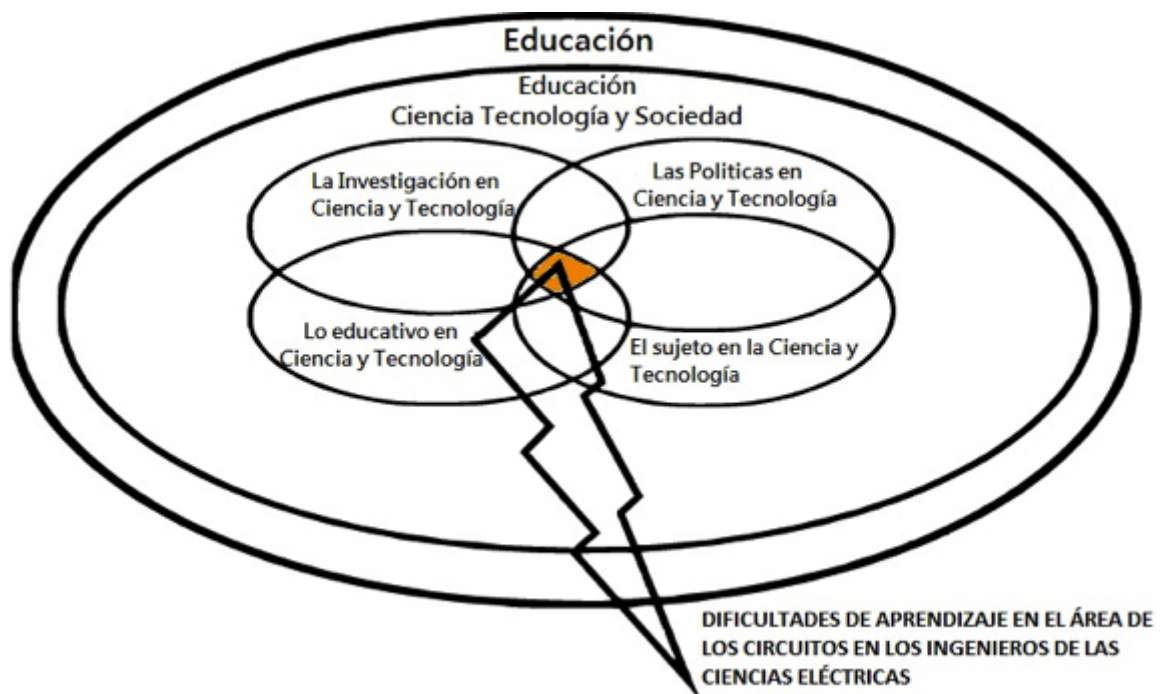 Educación
Educación
Ciencia Tecnología y Sociedad
La Investigación en
Ciencia y Tecnología
Las Politicas en
Ciencia y Tecnología
Lo educativo en
Ciencia y Tecnología
El sujeto en la Ciencia y
Tecnología
DIFICULTADES DE APRENDIZAJE EN EL ÁREA DE
LOS CIRCUITOS EN LOS INGENIEROS DE LAS
CIENCIAS ELÉCTRICAS